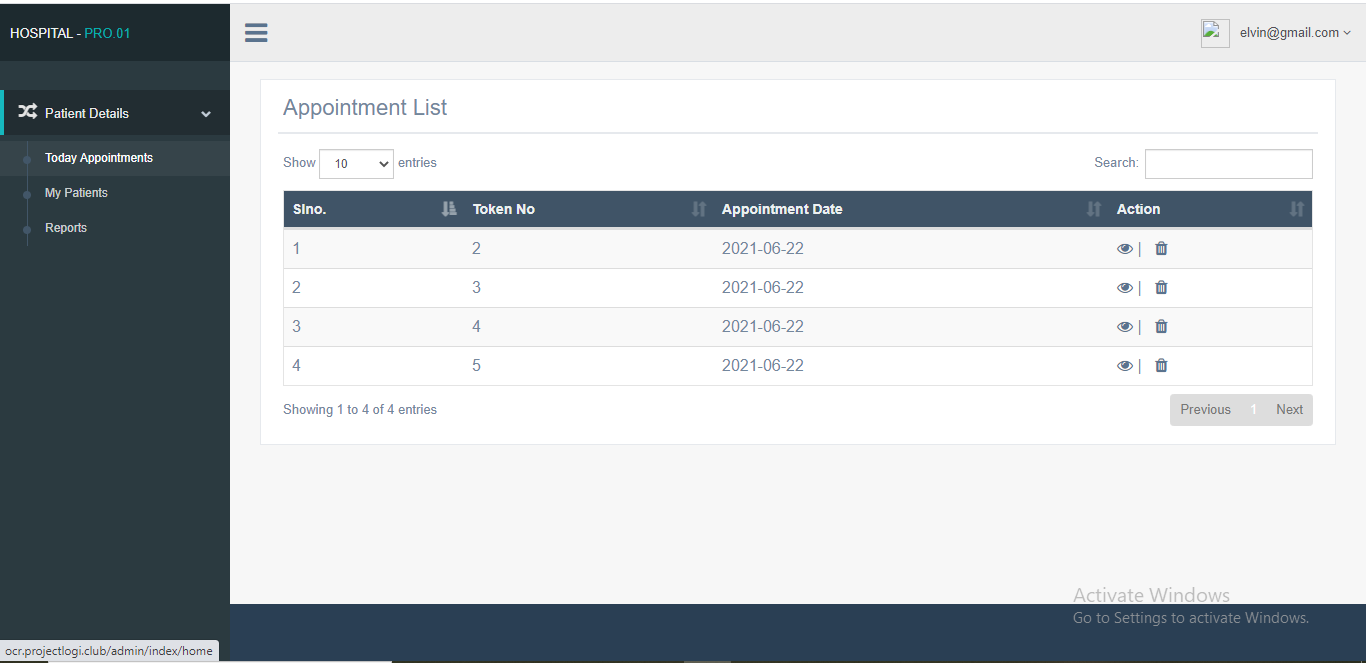 HOSPITAL - PRO.01
elvin@gmail.com
Patient Details
Today Appointments
My Patients
Reports
Appointment List
Show 10 entries
Search:
Slno. Token No Appointment Date Action
1 2 2021-06-22 |
2 3 2021-06-22 |
3 4 2021-06-22 |
4 5 2021-06-22 |
Showing 1 to 4 of 4 entries
Previous 1 Next
Activate Windows
Go to Settings to activate Windows.
ocr.projectlogi.club/admin/index/home